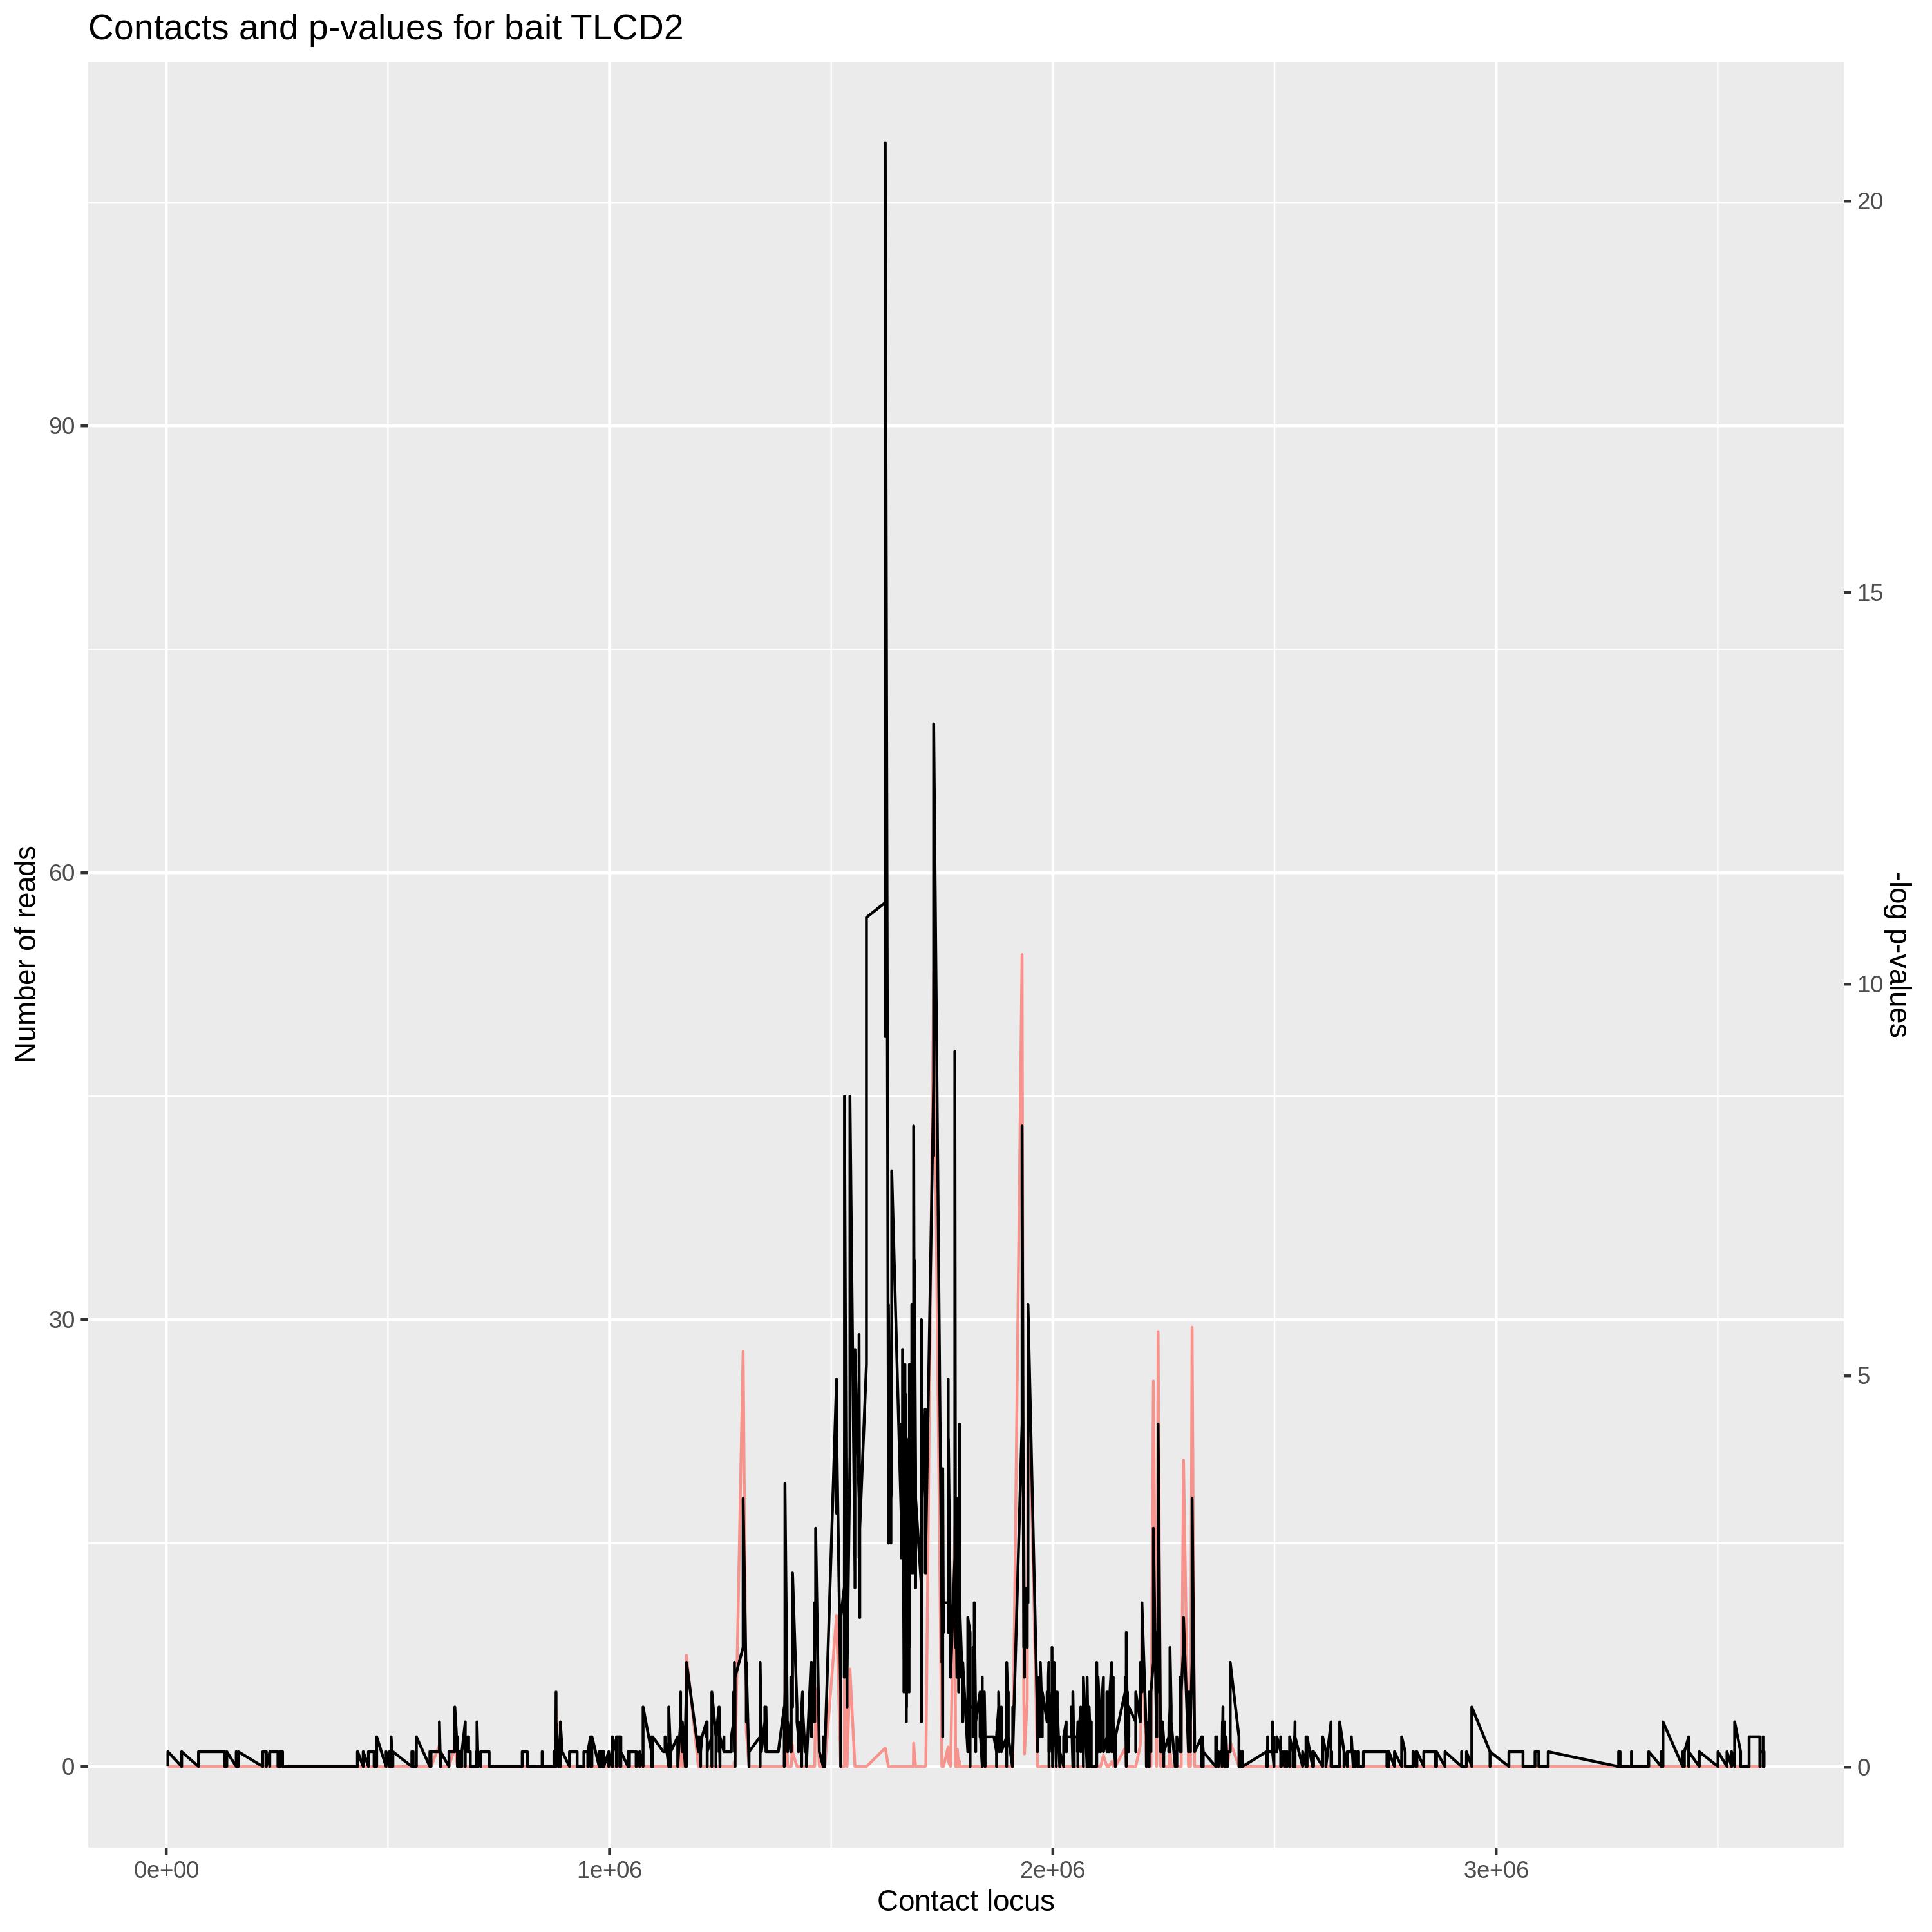 Contacts and p-values for bait TLCD2
Number of reads
90
60
30
0
20
15
10
5
0
-log p-values
0e+00 1e+06 2e+06 3e+06
Contact locus